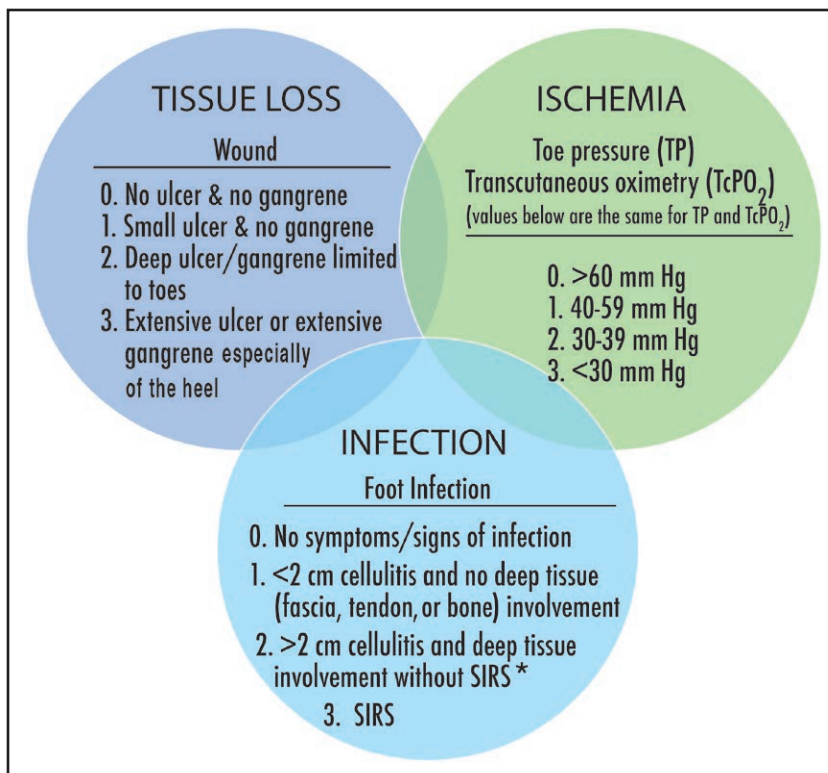 TISSUE LOSS
Wound
0. No ulcer & no gangrene
1. Small ulcer & no gangrene
2. Deep ulcer/gangrene limited
to toes
3. Extensive ulcer or extensive
gangrene especially
of the heel
ISCHEMIA
Toe pressure (TP)
Transcutaneous oximetry (TcPO₂)
(values below are the same for TP and TcPO₂)
0. >60 mm Hg
1. 40-59 mm Hg
2. 30-39 mm Hg
3. <30 mm Hg
INFECTION
Foot Infection
0. No symptoms/signs of infection
1. <2 cm cellulitis and no deep tissue
(fascia, tendon, or bone) involvement
2. >2 cm cellulitis and deep tissue
involvement without SIRS *
3. SIRS